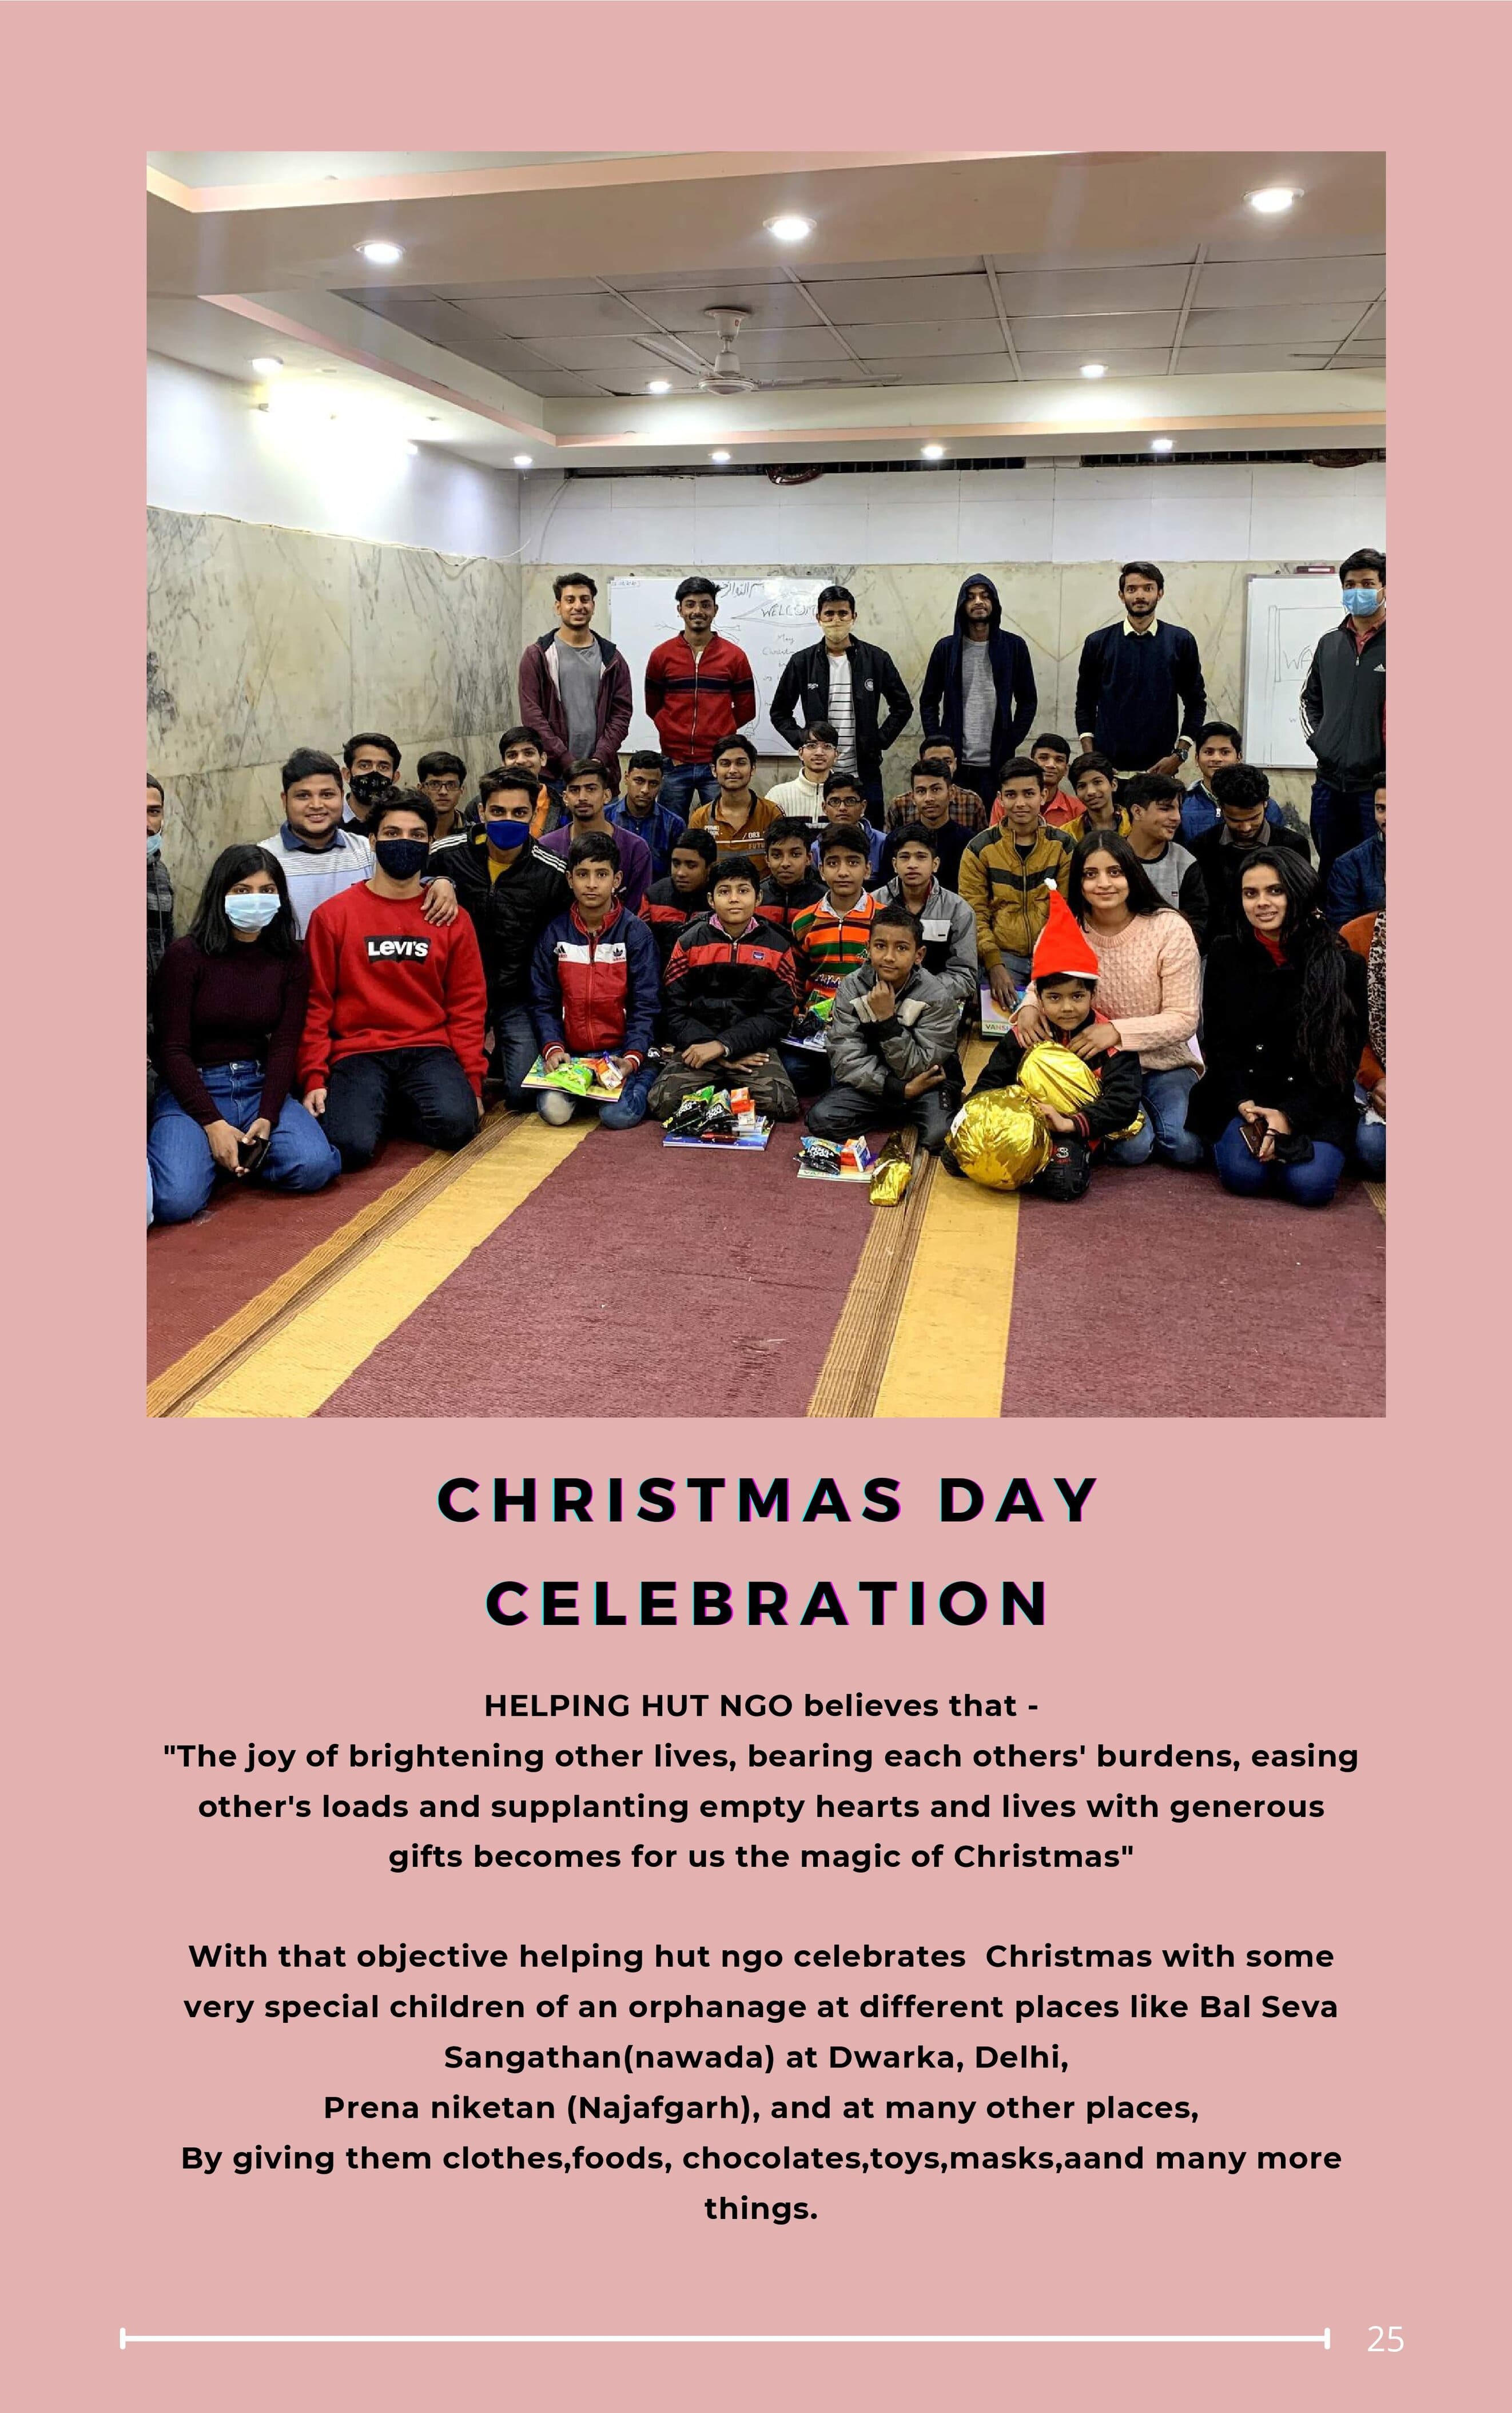 بسم الله
WELCOME
LEVI'S
CHRISTMAS DAY
CELEBRATION
HELPING HUT NGO believes that -
"The joy of brightening other lives, bearing each others' burdens, easing
other's loads and supplanting empty hearts and lives with generous
gifts becomes for us the magic of Christmas"
With that objective helping hut ngo celebrates  Christmas with some
very special children of an orphanage at different places like Bal Seva
Sangathan(nawada) at Dwarka, Delhi,
Prena niketan (Najafgarh), and at many other places,
By giving them clothes,foods, chocolates,toys,masks,aand many more
things.
25